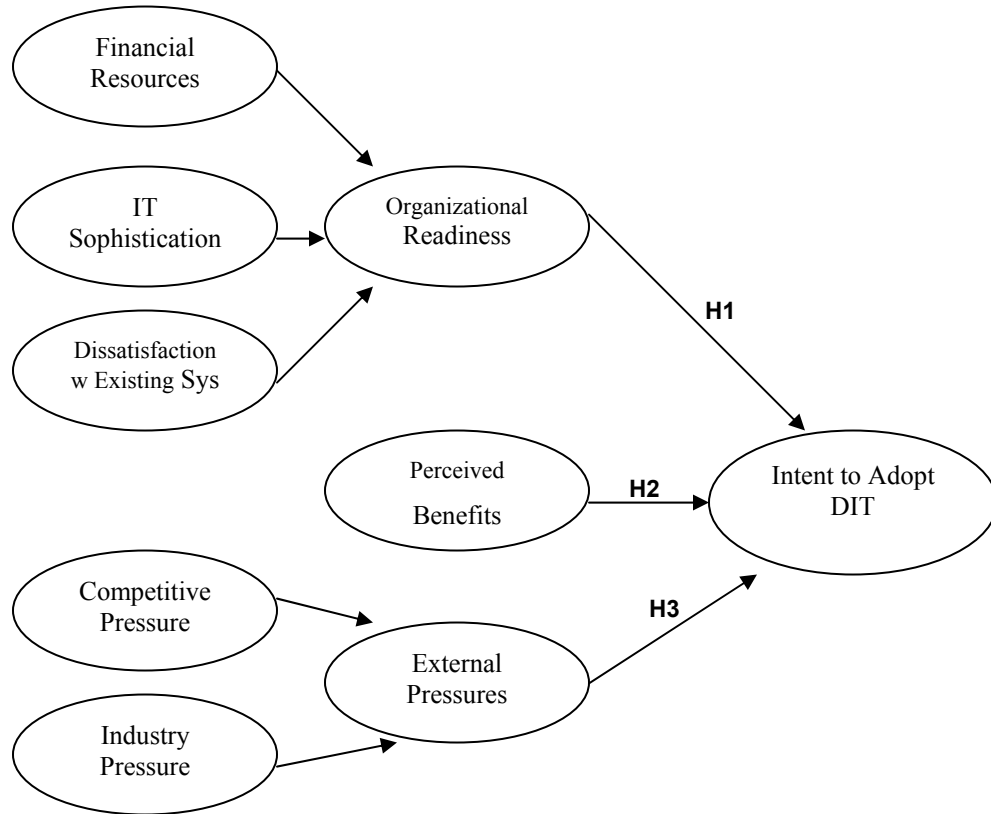 Financial
Resources
IT
Sophistication
Organizational
Readiness
H1
Dissatisfaction
w Existing Sys
Perceived
Benefits
H2
Intent to Adopt
DIT
Competitive
Pressure
H3
External
Pressures
Industry
Pressure